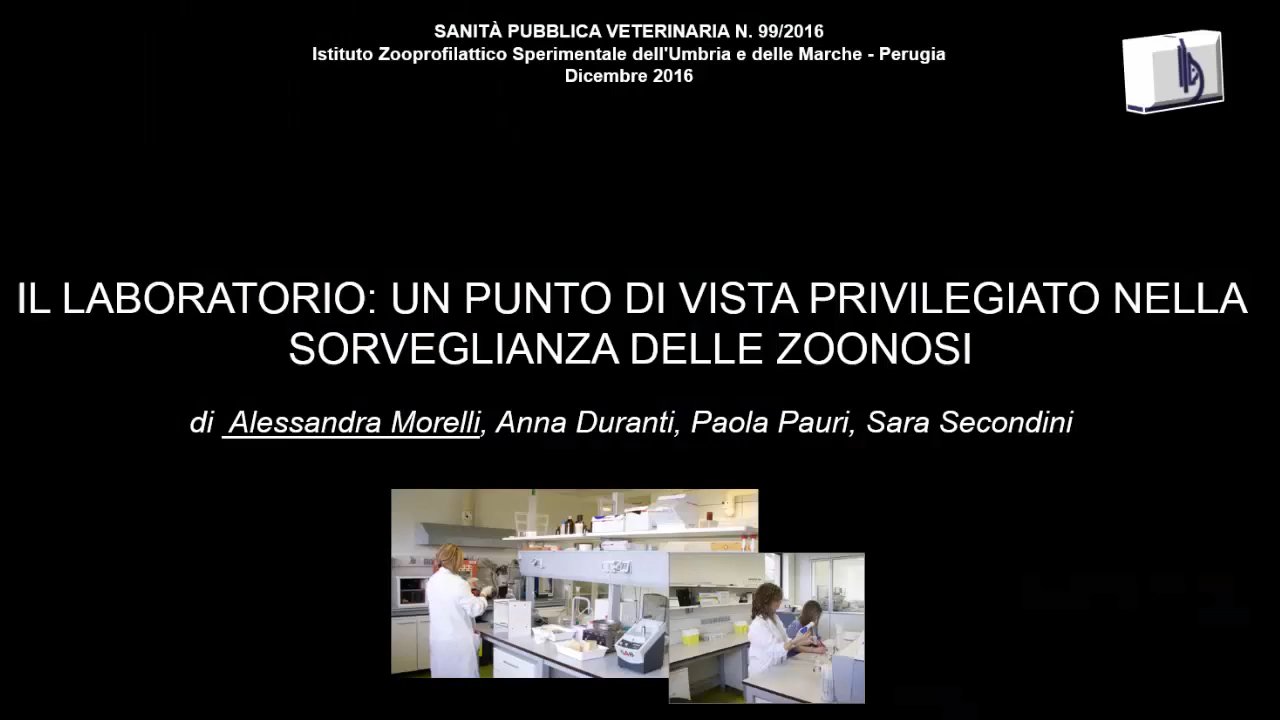 SANITÀ PUBBLICA VETERINARIA N. 99/2016
Istituto Zooprofilattico Sperimentale dell'Umbria e delle Marche - Perugia
Dicembre 2016
IL LABORATORIO: UN PUNTO DI VISTA PRIVILEGIATO NELLA
SORVEGLIANZA DELLE ZOONOSI
di Alessandra Morelli, Anna Duranti, Paola Pauri, Sara Secondini